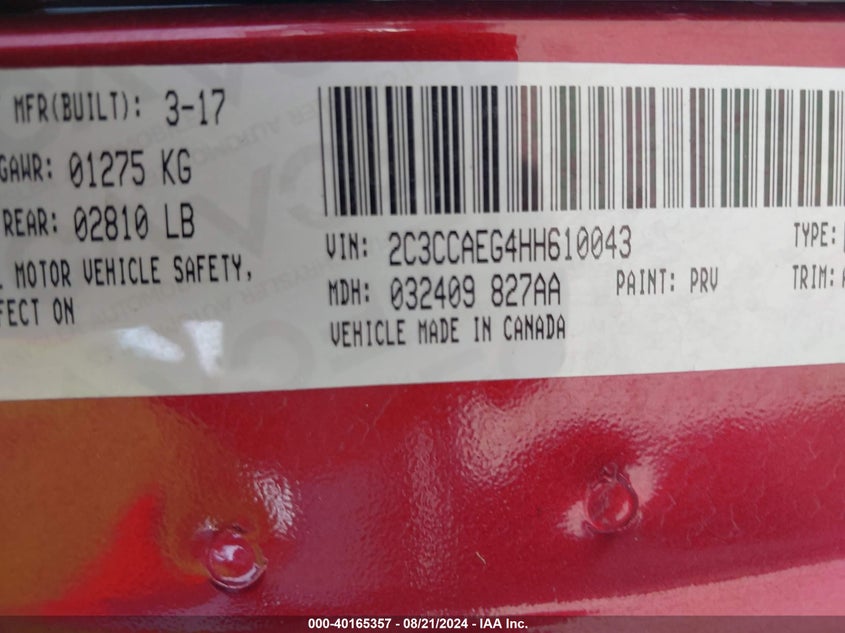 MFR(BUILT): 3-17
GAWR: 01275 KG
REAR: 02810 LB
MOTOR VEHICLE SAFETY,
FECT ON
VIN: 2C3CCAEG4HH610043
TYPE:
MDH: 032409 827AA
PAINT: PRV
TRIM:
VEHICLE MADE IN CANADA
000-40165357 - 08/21/2024 - IAA Inc.